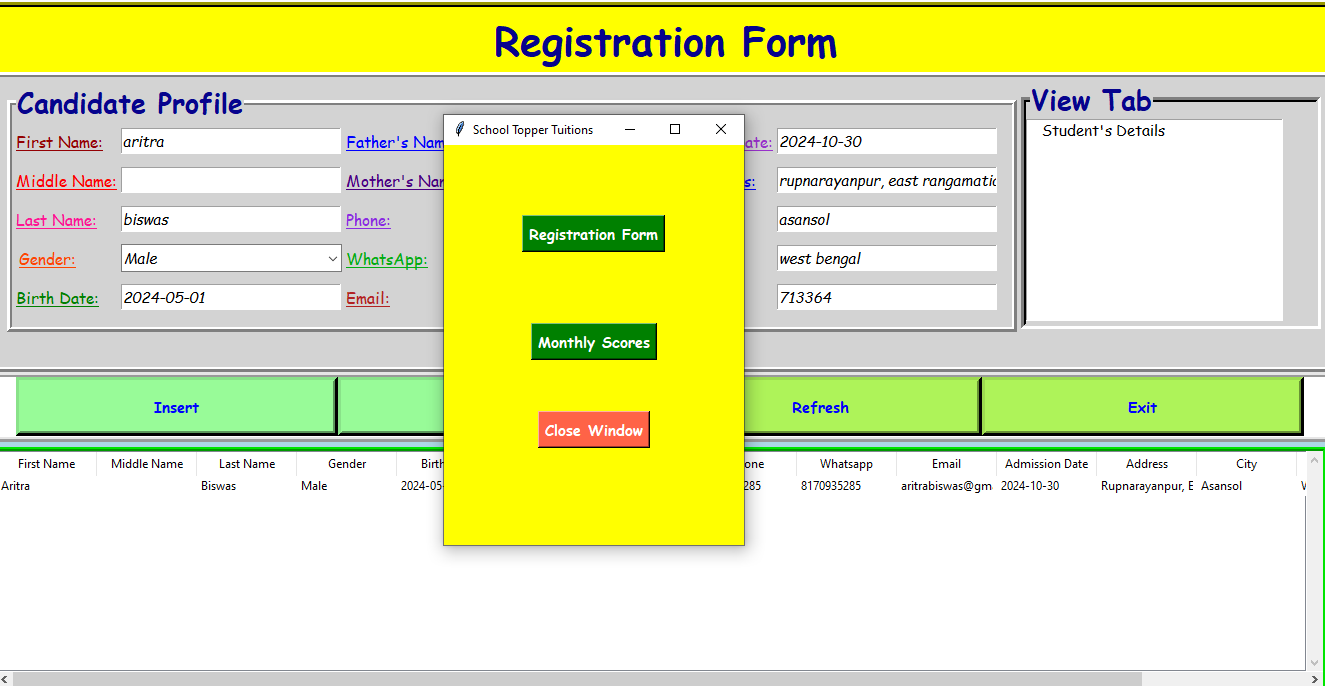 Registration Form
Candidate Profile
View Tab
School Topper Tuitions
First Name: aritra Father's Nam ate: 2024-10-30
Student's Details
Middle Name: Mother's Nar s: rupnarayanpur, east rangamatic
Last Name: biswas Phone: asansol
Gender: Male WhatsApp: west bengal
Birth Date: 2024-05-01 Email: 713364
Registration Form
Monthly Scores
Close Window
Insert Refresh Exit
First Name Middle Name Last Name Gender Birth one Whatsapp Email Admission Date Address City
Aritra Biswas Male 2024-05- 285 8170935285 aritrabiswas@gm 2024-10-30 Rupnarayanpur, E Asansol